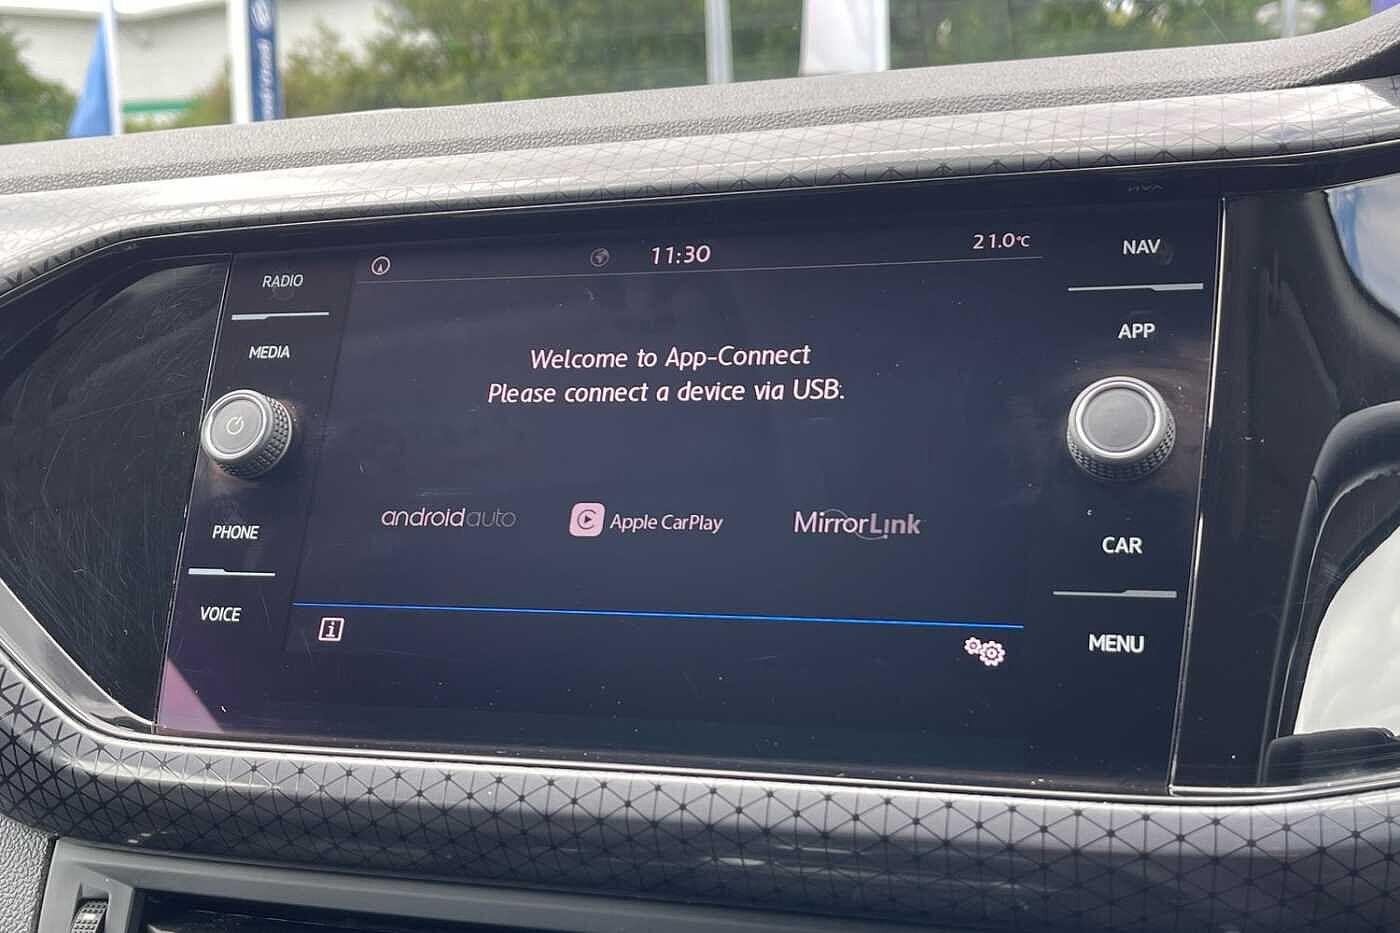 RADIO
MEDIA
PHONE
VOICE
11:30
21.0°C
Welcome to App-Connect
Please connect a device via USB.
androidauto
Apple CarPlay
MirrorLink
NAV
APP
CAR
MENU